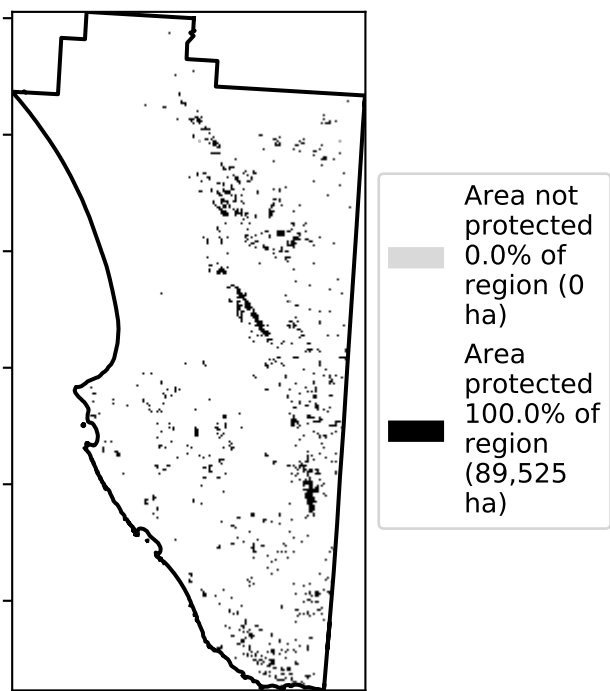 Area not
protected
0.0% of
region (0
ha)
Area
protected
100.0% of
region
(89,525
ha)